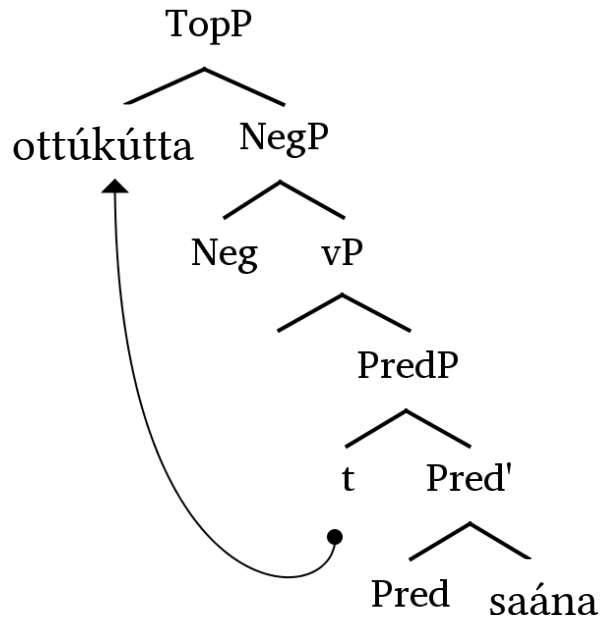 TopP
ottúkútta NegP
Neg vP
PredP
t Pred'
Pred saána